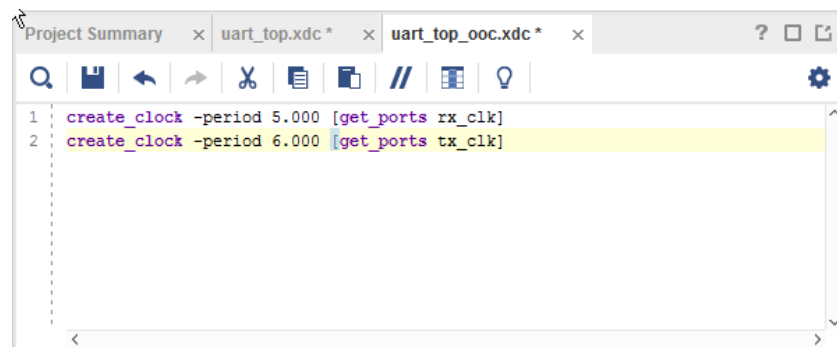 Project Summary × uart_top.xdc * × uart_top_ooc.xdc * ×
1 create_clock -period 5.000 [get_ports rx_clk]
2 create_clock -period 6.000 [get_ports tx_clk]